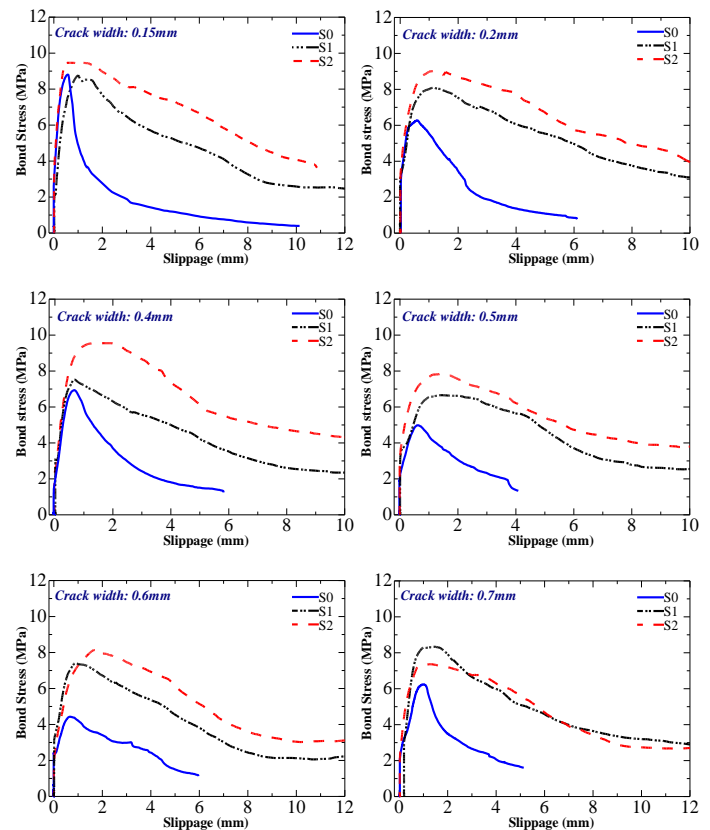 Crack width: 0.15mm
S0
S1
S2
Bond Stress (MPa)
12
10
8
6
4
2
0
0 2 4 6 8 10 12
Slippage (mm)
Crack width: 0.2mm
S0
S1
S2
Bond stress (MPa)
12
10
8
6
4
2
0
0 2 4 6 8 10
Slippage (mm)
Crack width: 0.4mm
S0
S1
S2
Bond stress (MPa)
12
10
8
6
4
2
0
0 2 4 6 8 10
Slippage (mm)
Crack width: 0.5mm
S0
S1
S2
Bond stress (MPa)
12
10
8
6
4
2
0
0 2 4 6 8 10
Slippage (mm)
Crack width: 0.6mm
S0
S1
S2
Bond Stress (MPa)
12
10
8
6
4
2
0
0 2 4 6 8 10 12
Slippage (mm)
Crack width: 0.7mm
S0
S1
S2
Bond Stress (MPa)
12
10
8
6
4
2
0
0 2 4 6 8 10 12
Slippage (mm)